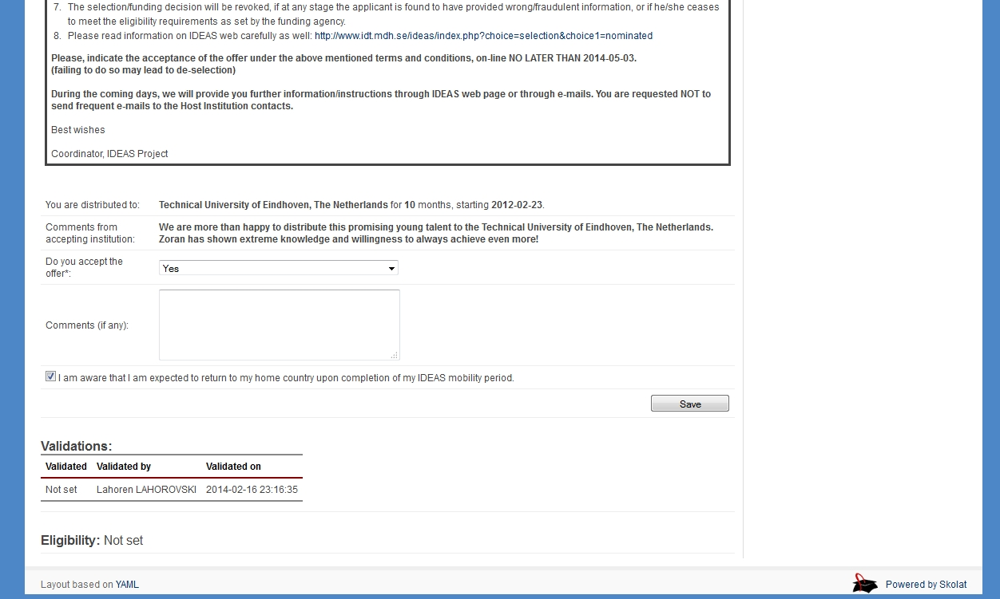 7. The selection/funding decision will be revoked, if at any stage the applicant is found to have provided wrong/fraudulent information, or if he/she ceases
to meet the eligibility requirements as set by the funding agency.
8. Please read information on IDEAS web carefully as well: http://www.idt.mdh.se/ideas/index.php?choice=selection&choice1=nominated
Please, indicate the acceptance of the offer under the above mentioned terms and conditions, on-line NO LATER THAN 2014-05-03.
(failing to do so may lead to de-selection)
During the coming days, we will provide you further information/instructions through IDEAS web page or through e-mails. You are requested NOT to
send frequent e-mails to the Host Institution contacts.
Best wishes
Coordinator, IDEAS Project
You are distributed to: Technical University of Eindhoven, The Netherlands for 10 months, starting 2012-02-23.
Comments from
accepting institution:
We are more than happy to distribute this promising young talent to the Technical University of Eindhoven, The Netherlands.
Zoran has shown extreme knowledge and willingness to always achieve even more!
Do you accept the
offer*:
Yes
Comments (if any):
I am aware that I am expected to return to my home country upon completion of my IDEAS mobility period.
Save
Validations:
Validated Validated by Validated on
Not set Lahoren LAHOROVSKI 2014-02-16 23:16:35
Eligibility: Not set
Layout based on YAML
Powered by Skolat